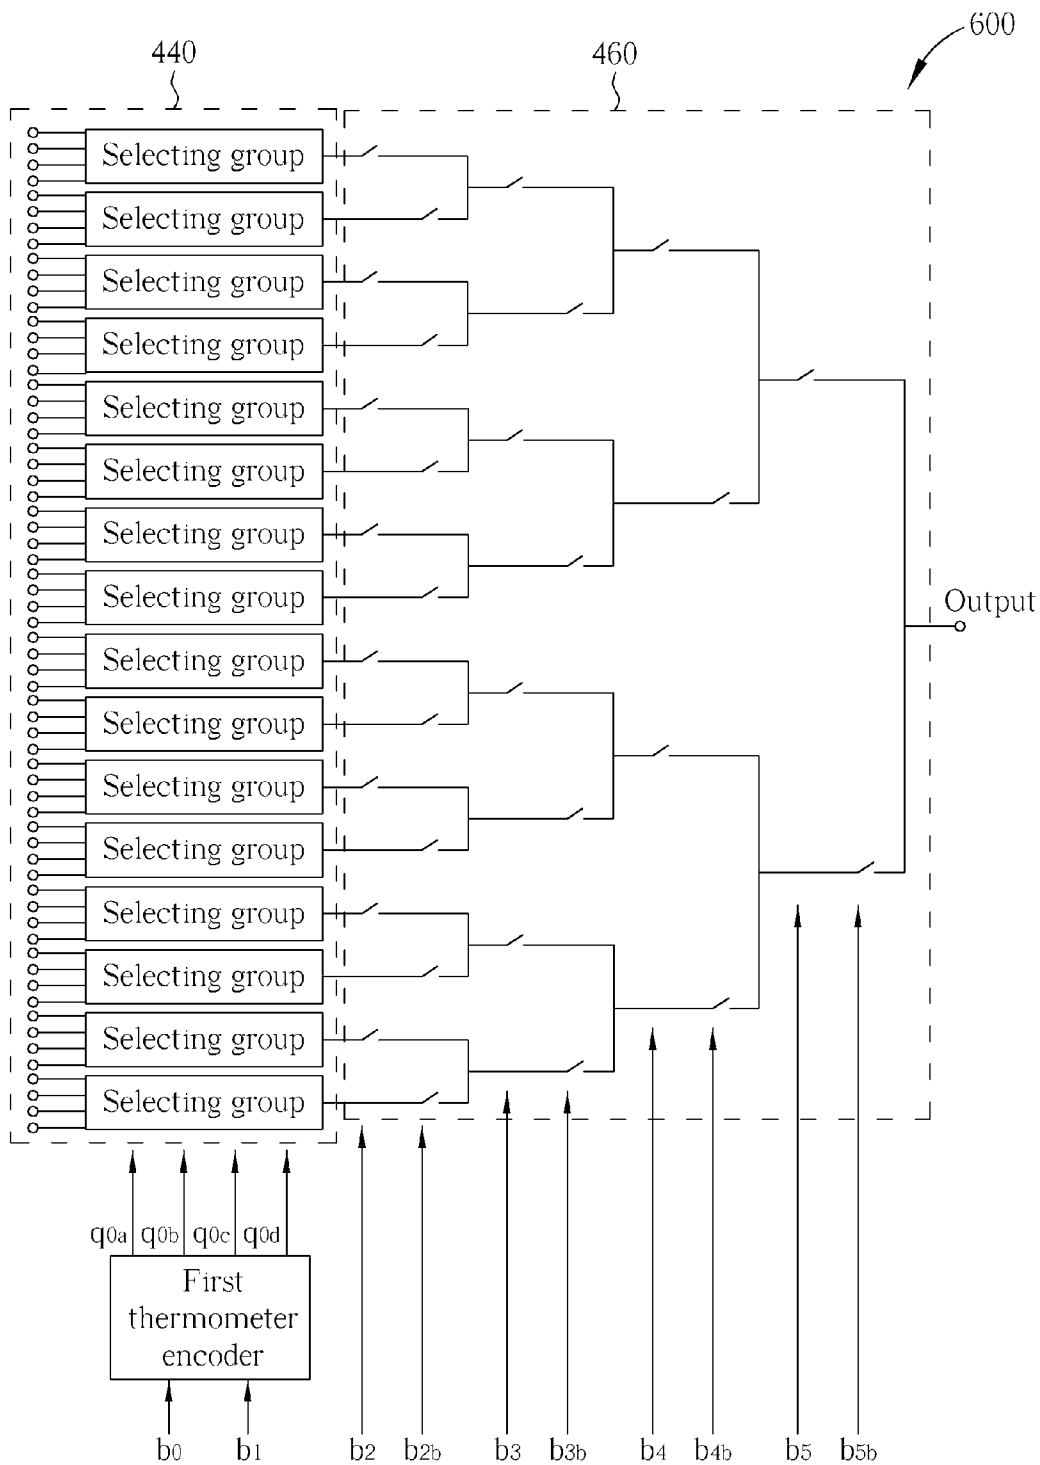 600
440
460
Selecting group
Selecting group
Selecting group
Selecting group
Selecting group
Selecting group
Selecting group
Selecting group
Output
Selecting group
Selecting group
Selecting group
Selecting group
Selecting group
Selecting group
Selecting group
Selecting group
q0a q0b q0c q0d
First
thermometer
encoder
b0 b1 b2 b2b b3 b3b b4 b4b b5 b5b